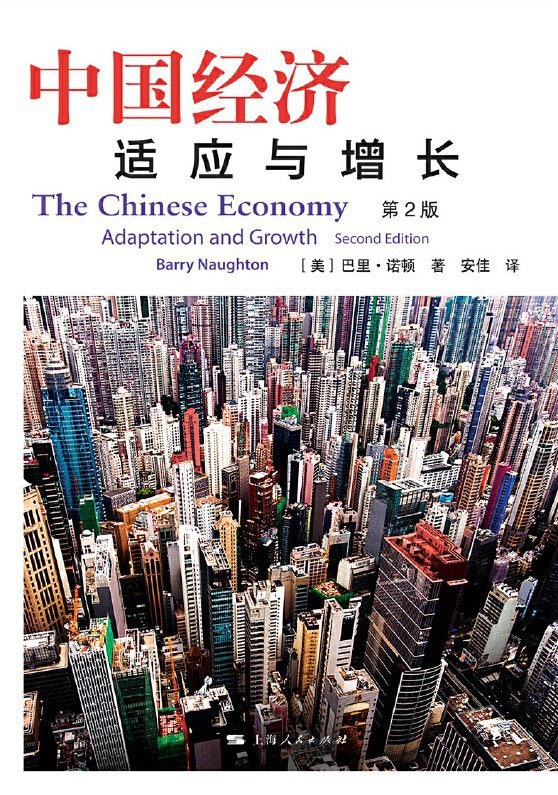 中国经济
适应与增长
The Chinese Economy 第2版
Adaptation and Growth Second Edition
Barry Naughton [美]巴里·诺顿 著 安佳 译
上海人民出版社